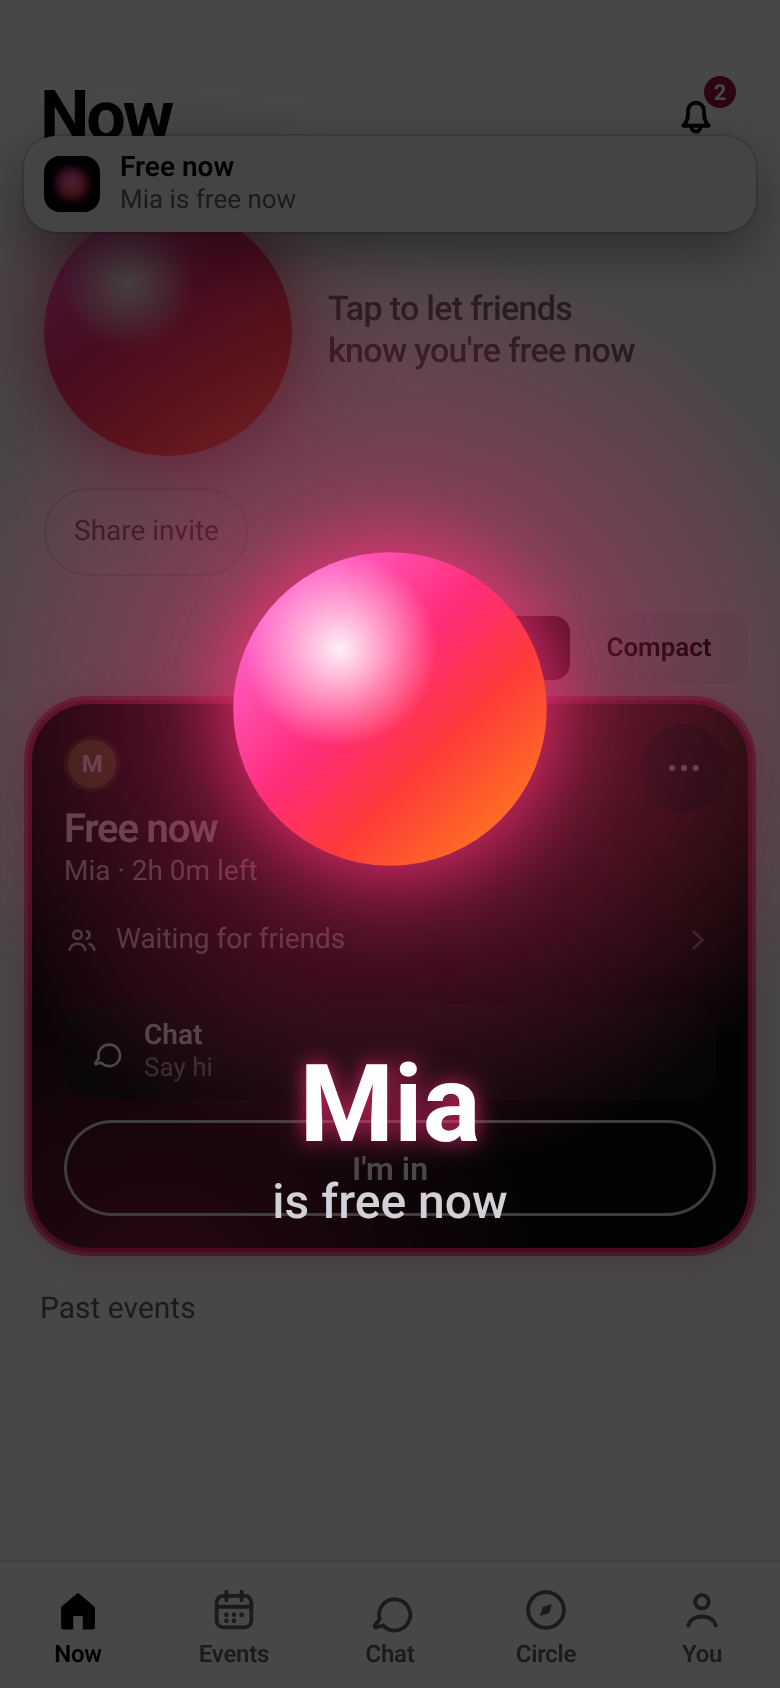 Now
2
Free now
Mia is free now
Tap to let friends
know you're free now
Share invite
Compact
M
Free now
Mia · 2h 0m left
Waiting for friends
Chat
Say hi
Mia
I'm in
is free now
Past events
Now
Events
Chat
Circle
You